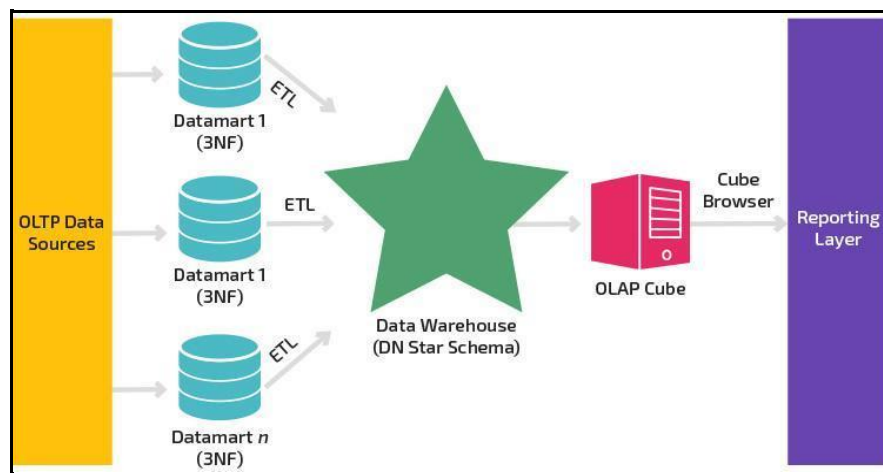 OLTP Data
Sources
Datamart 1
(3NF)
ETL
Datamart 1
(3NF)
ETL
Datamart n
(3NF)
ETL
Data Warehouse
(DN Star Schema)
OLAP Cube
Cube
Browser
Reporting
Layer